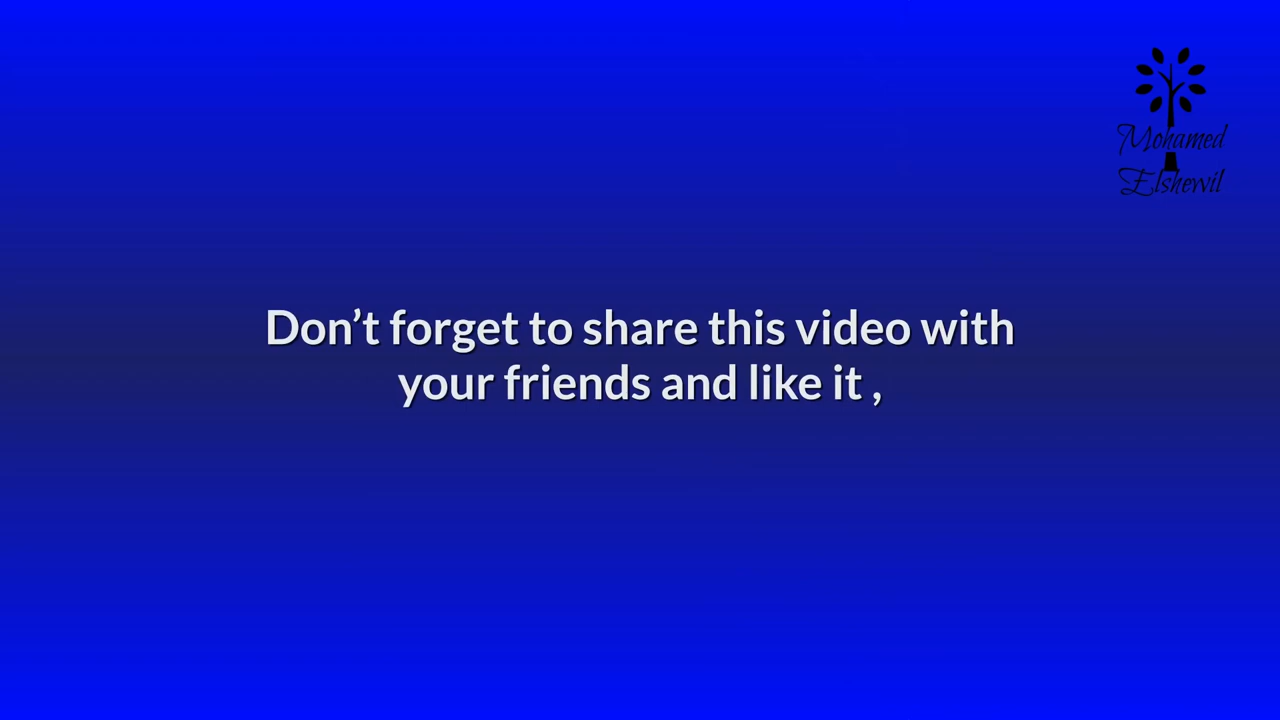 Mohamed
Elshewil
Don’t forget to share this video with
your friends and like it ,